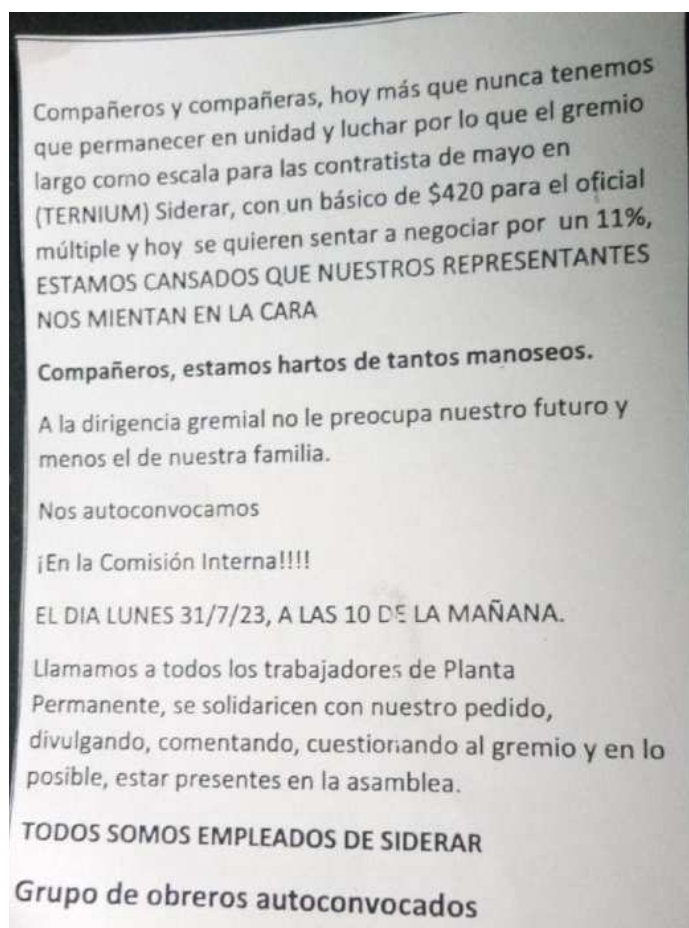 Compañeros y compañeras, hoy más que nunca tenemos
que permanecer en unidad y luchar por lo que el gremio
largo como escala para las contratista de mayo en
(TERNIUM) Siderar, con un básico de $420 para el oficial
múltiple y hoy se quieren sentar a negociar por un 11%,
ESTAMOS CANSADOS QUE NUESTROS REPRESENTANTES
NOS MIENTAN EN LA CARA
Compañeros, estamos hartos de tantos manoseos.
A la dirigencia gremial no le preocupa nuestro futuro y
menos el de nuestra familia.
Nos autoconvocamos
¡En la Comisión Interna!!!!
EL DIA LUNES 31/7/23, A LAS 10 DE LA MAÑANA.
Llamamos a todos los trabajadores de Planta
Permanente, se solidaricen con nuestro pedido,
divulgando, comentando, cuestionando al gremio y en lo
posible, estar presentes en la asamblea.
TODOS SOMOS EMPLEADOS DE SIDERAR
Grupo de obreros autoconvocados